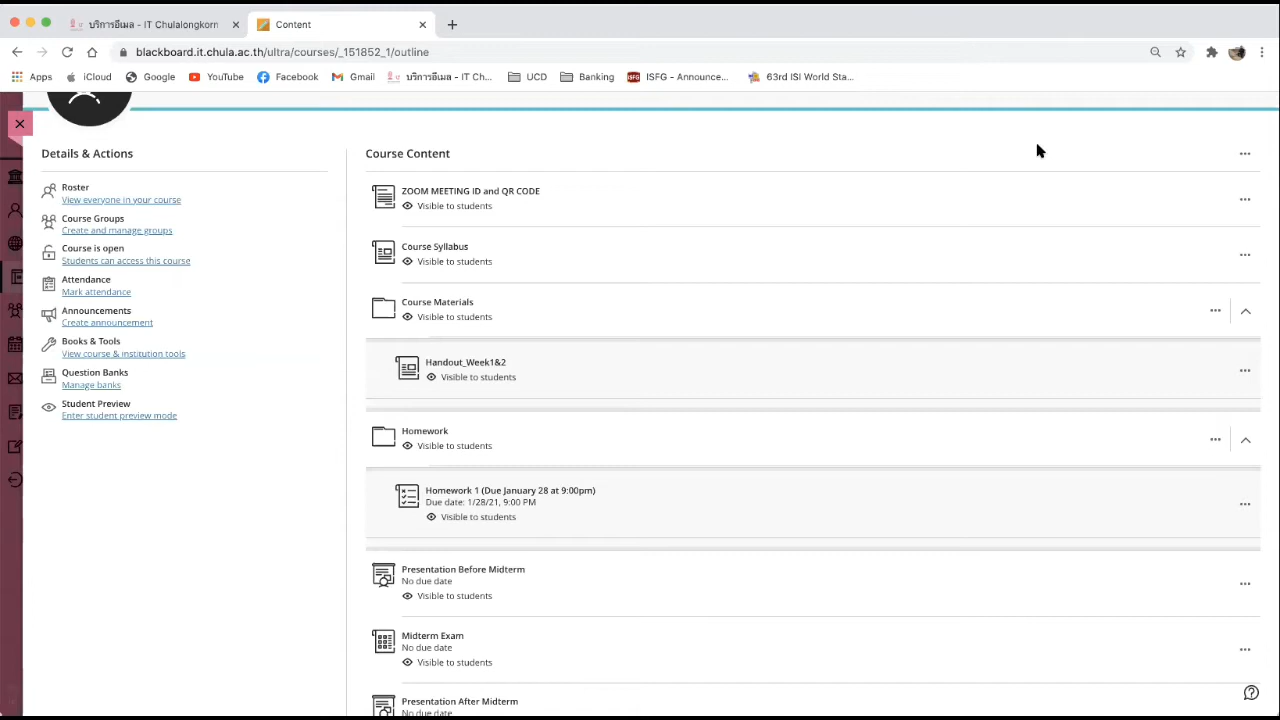 บริการอีเมล - IT Chulalongkorn
Content
blackboard.it.chula.ac.th/ultra/courses/_151852_1/outline
Apps
iCloud
Google
YouTube
Facebook
Gmail
บริการอีเมล - IT Ch...
UCD
Banking
ISFG - Announce...
63rd ISI World Sta...
Details & Actions
Roster
View everyone in your course
Course Groups
Create and manage groups
Course is open
Students can access this course
Attendance
Mark attendance
Announcements
Create announcement
Books & Tools
View course & institution tools
Question Banks
Manage banks
Student Preview
Enter student preview mode
Course Content
ZOOM MEETING ID and QR CODE
Visible to students
Course Syllabus
Visible to students
Course Materials
Visible to students
Handout_Week1&2
Visible to students
Homework
Visible to students
Homework 1 (Due January 28 at 9:00pm)
Due date: 1/28/21, 9:00 PM
Visible to students
Presentation Before Midterm
No due date
Visible to students
Midterm Exam
No due date
Visible to students
Presentation After Midterm
No due date